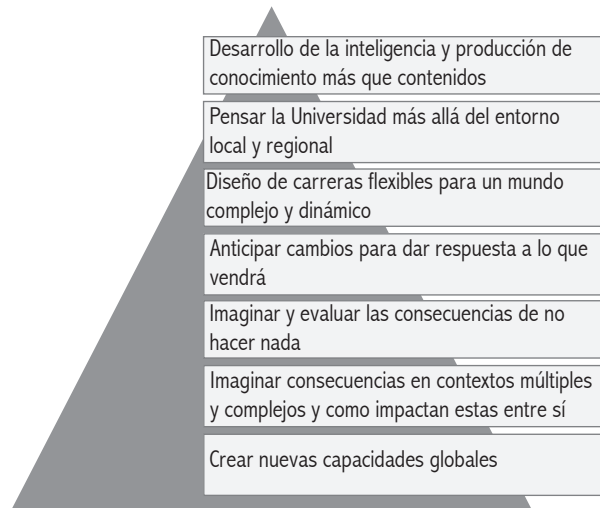 Desarrollo de la inteligencia y producción de
conocimiento más que contenidos
Pensar la Universidad más allá del entorno
local y regional
Diseño de carreras flexibles para un mundo
complejo y dinámico
Anticipar cambios para dar respuesta a lo que
vendrá
Imaginar y evaluar las consecuencias de no
hacer nada
Imaginar consecuencias en contextos múltiples
y complejos y como impactan estas entre sí
Crear nuevas capacidades globales